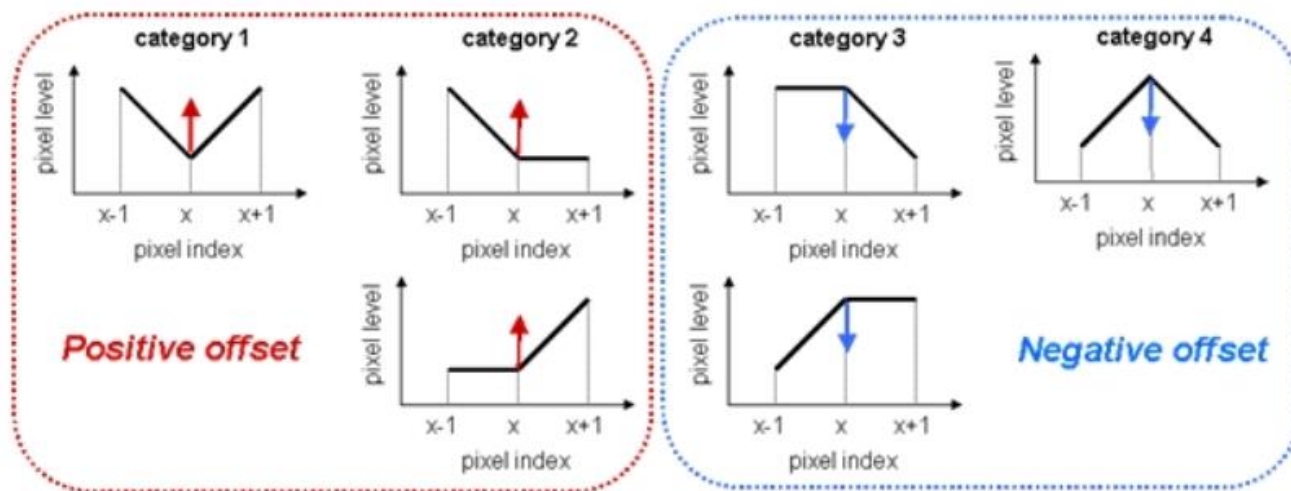 category 1
category 2
category 3
category 4
pixel level
x-1 x x+1
pixel index
pixel level
x-1 x x+1
pixel index
pixel level
x-1 x x+1
pixel index
pixel level
x-1 x x+1
pixel index
Positive offset
pixel level
x-1 x x+1
pixel index
pixel level
x-1 x x+1
pixel index
Negative offset